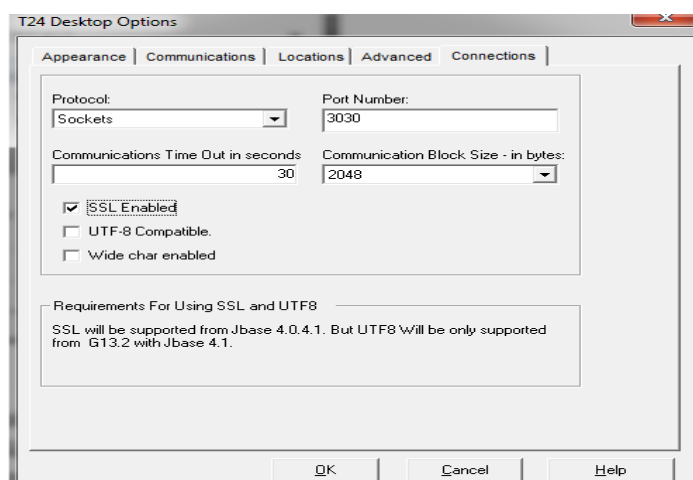 T24 Desktop Options
Appearance Communications Locations Advanced Connections
Protocol: Port Number:
Sockets 3030
Communications Time Out in seconds Communication Block Size - in bytes:
30 2048
SSL Enabled
UTF-8 Compatible.
Wide char enabled
Requirements For Using SSL and UTF8
SSL will be supported from Jbase 4.0.4.1. But UTF8 Will be only supported
from G13.2 with Jbase 4.1.
OK Cancel Help